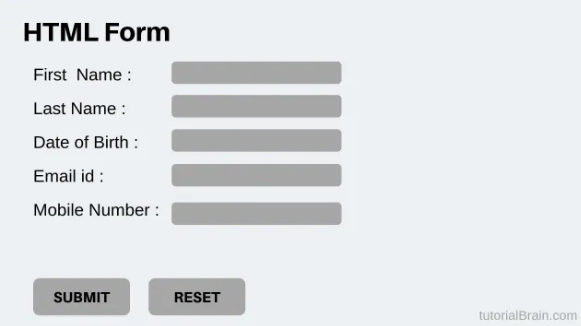 HTML Form
First Name :
Last Name :
Date of Birth :
Email id :
Mobile Number :
SUBMIT RESET
tutorialBrain.com